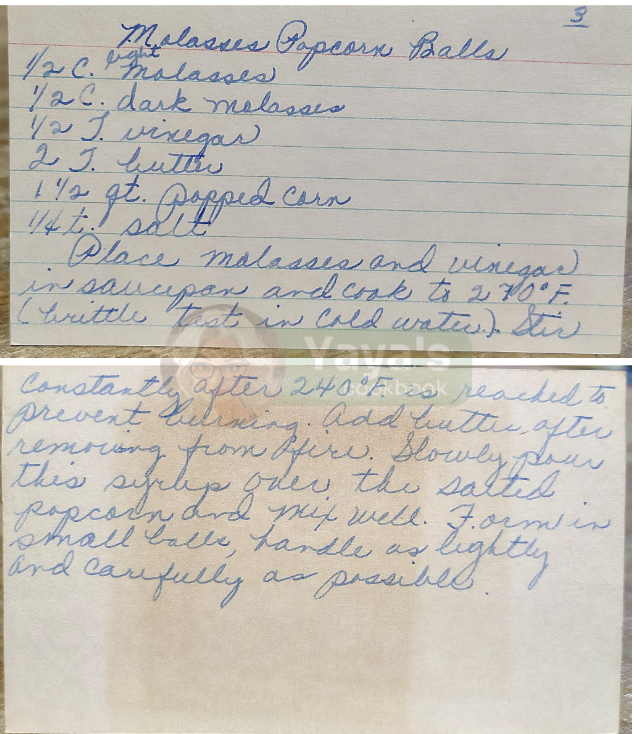 3
Molasses Popcorn Balls
1/2 C. light molasses
1/2 C. dark molasses
1/2 T. vinegar
2 T. butter
1 1/2 qt. popped corn
1/4 t. salt
Place molasses and vinegar
in saucepan and cook to 270°F.
(brittle test in cold water). Stir
Yaya's
Cookbook
constantly after 240°F is reached to
prevent burning. Add butter after
removing from fire. Slowly pour
this syrup over the salted
popcorn and mix well. Form in
small balls, handle as lightly
and carefully as possible.